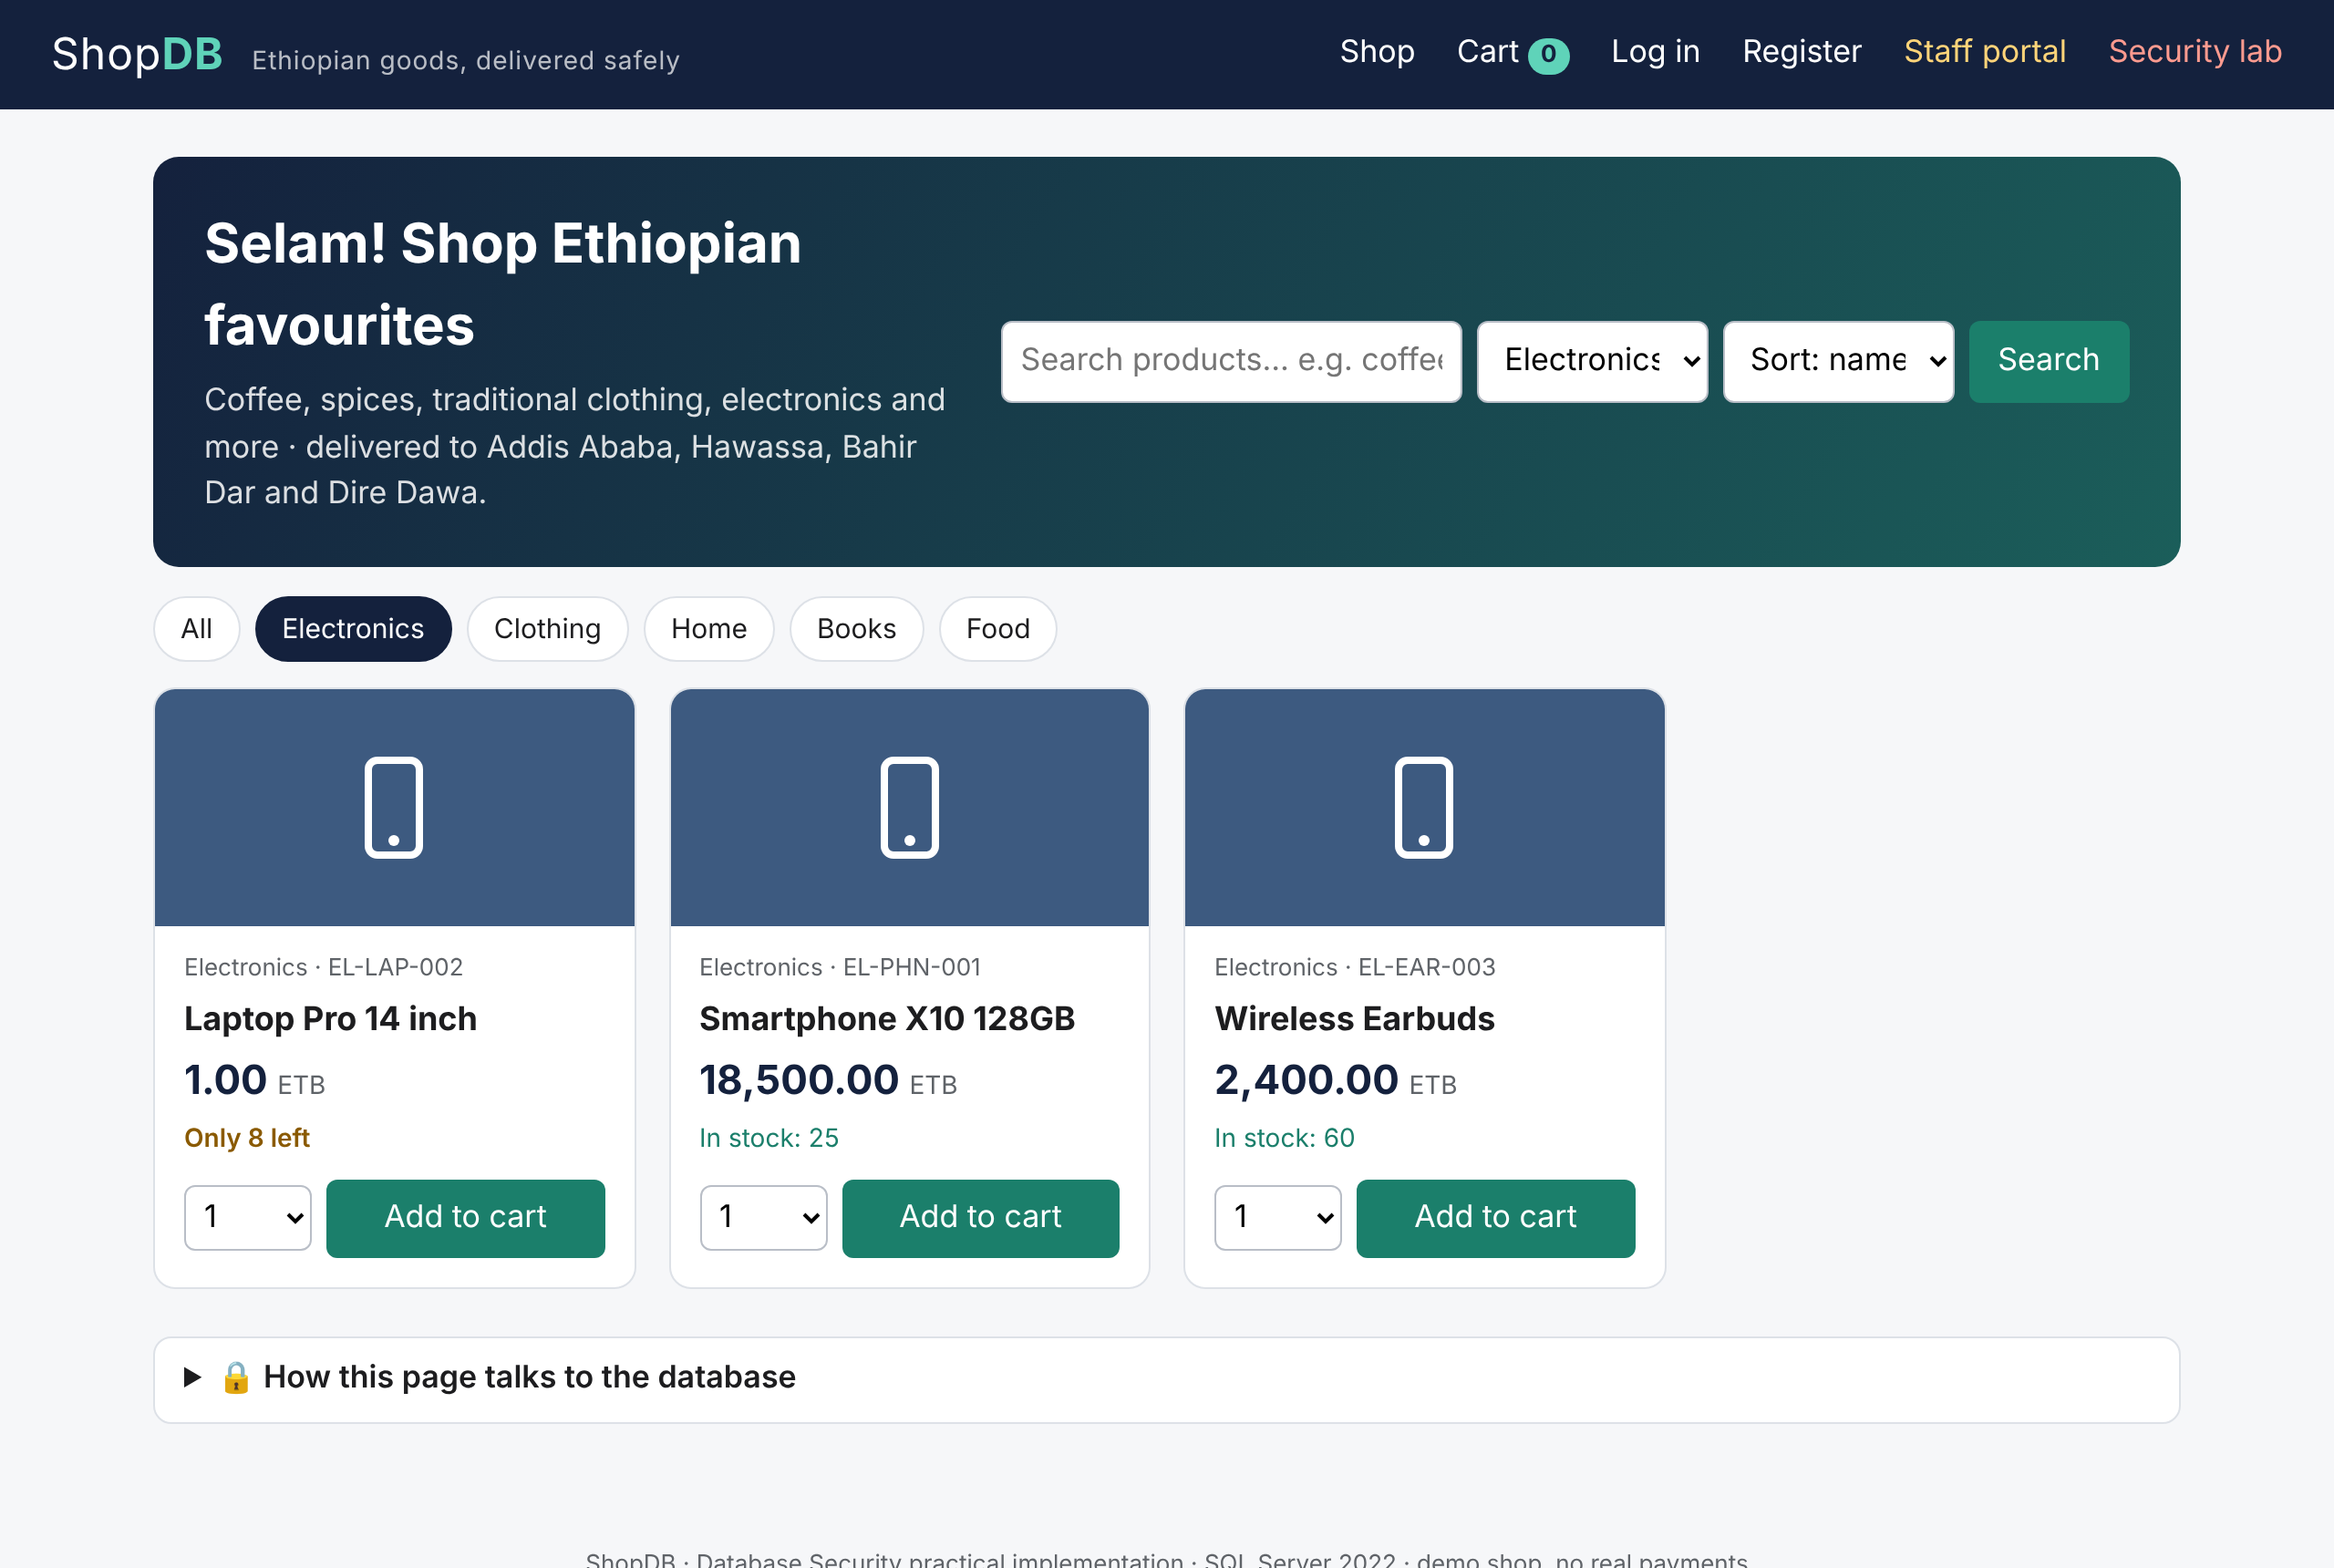 ShopDB Ethiopian goods, delivered safely Shop Cart 0 Log in Register Staff portal Security lab
Selam! Shop Ethiopian
favourites
Coffee, spices, traditional clothing, electronics and
more · delivered to Addis Ababa, Hawassa, Bahir
Dar and Dire Dawa.
Search products... e.g. coffee Electronics Sort: name Search
All Electronics Clothing Home Books Food
Electronics · EL-LAP-002
Laptop Pro 14 inch
1.00 ETB
Only 8 left
1 Add to cart
Electronics · EL-PHN-001
Smartphone X10 128GB
18,500.00 ETB
In stock: 25
1 Add to cart
Electronics · EL-EAR-003
Wireless Earbuds
2,400.00 ETB
In stock: 60
1 Add to cart
How this page talks to the database
ShopDB · Database Security practical implementation · SQL Server 2022 · demo shop, no real payments